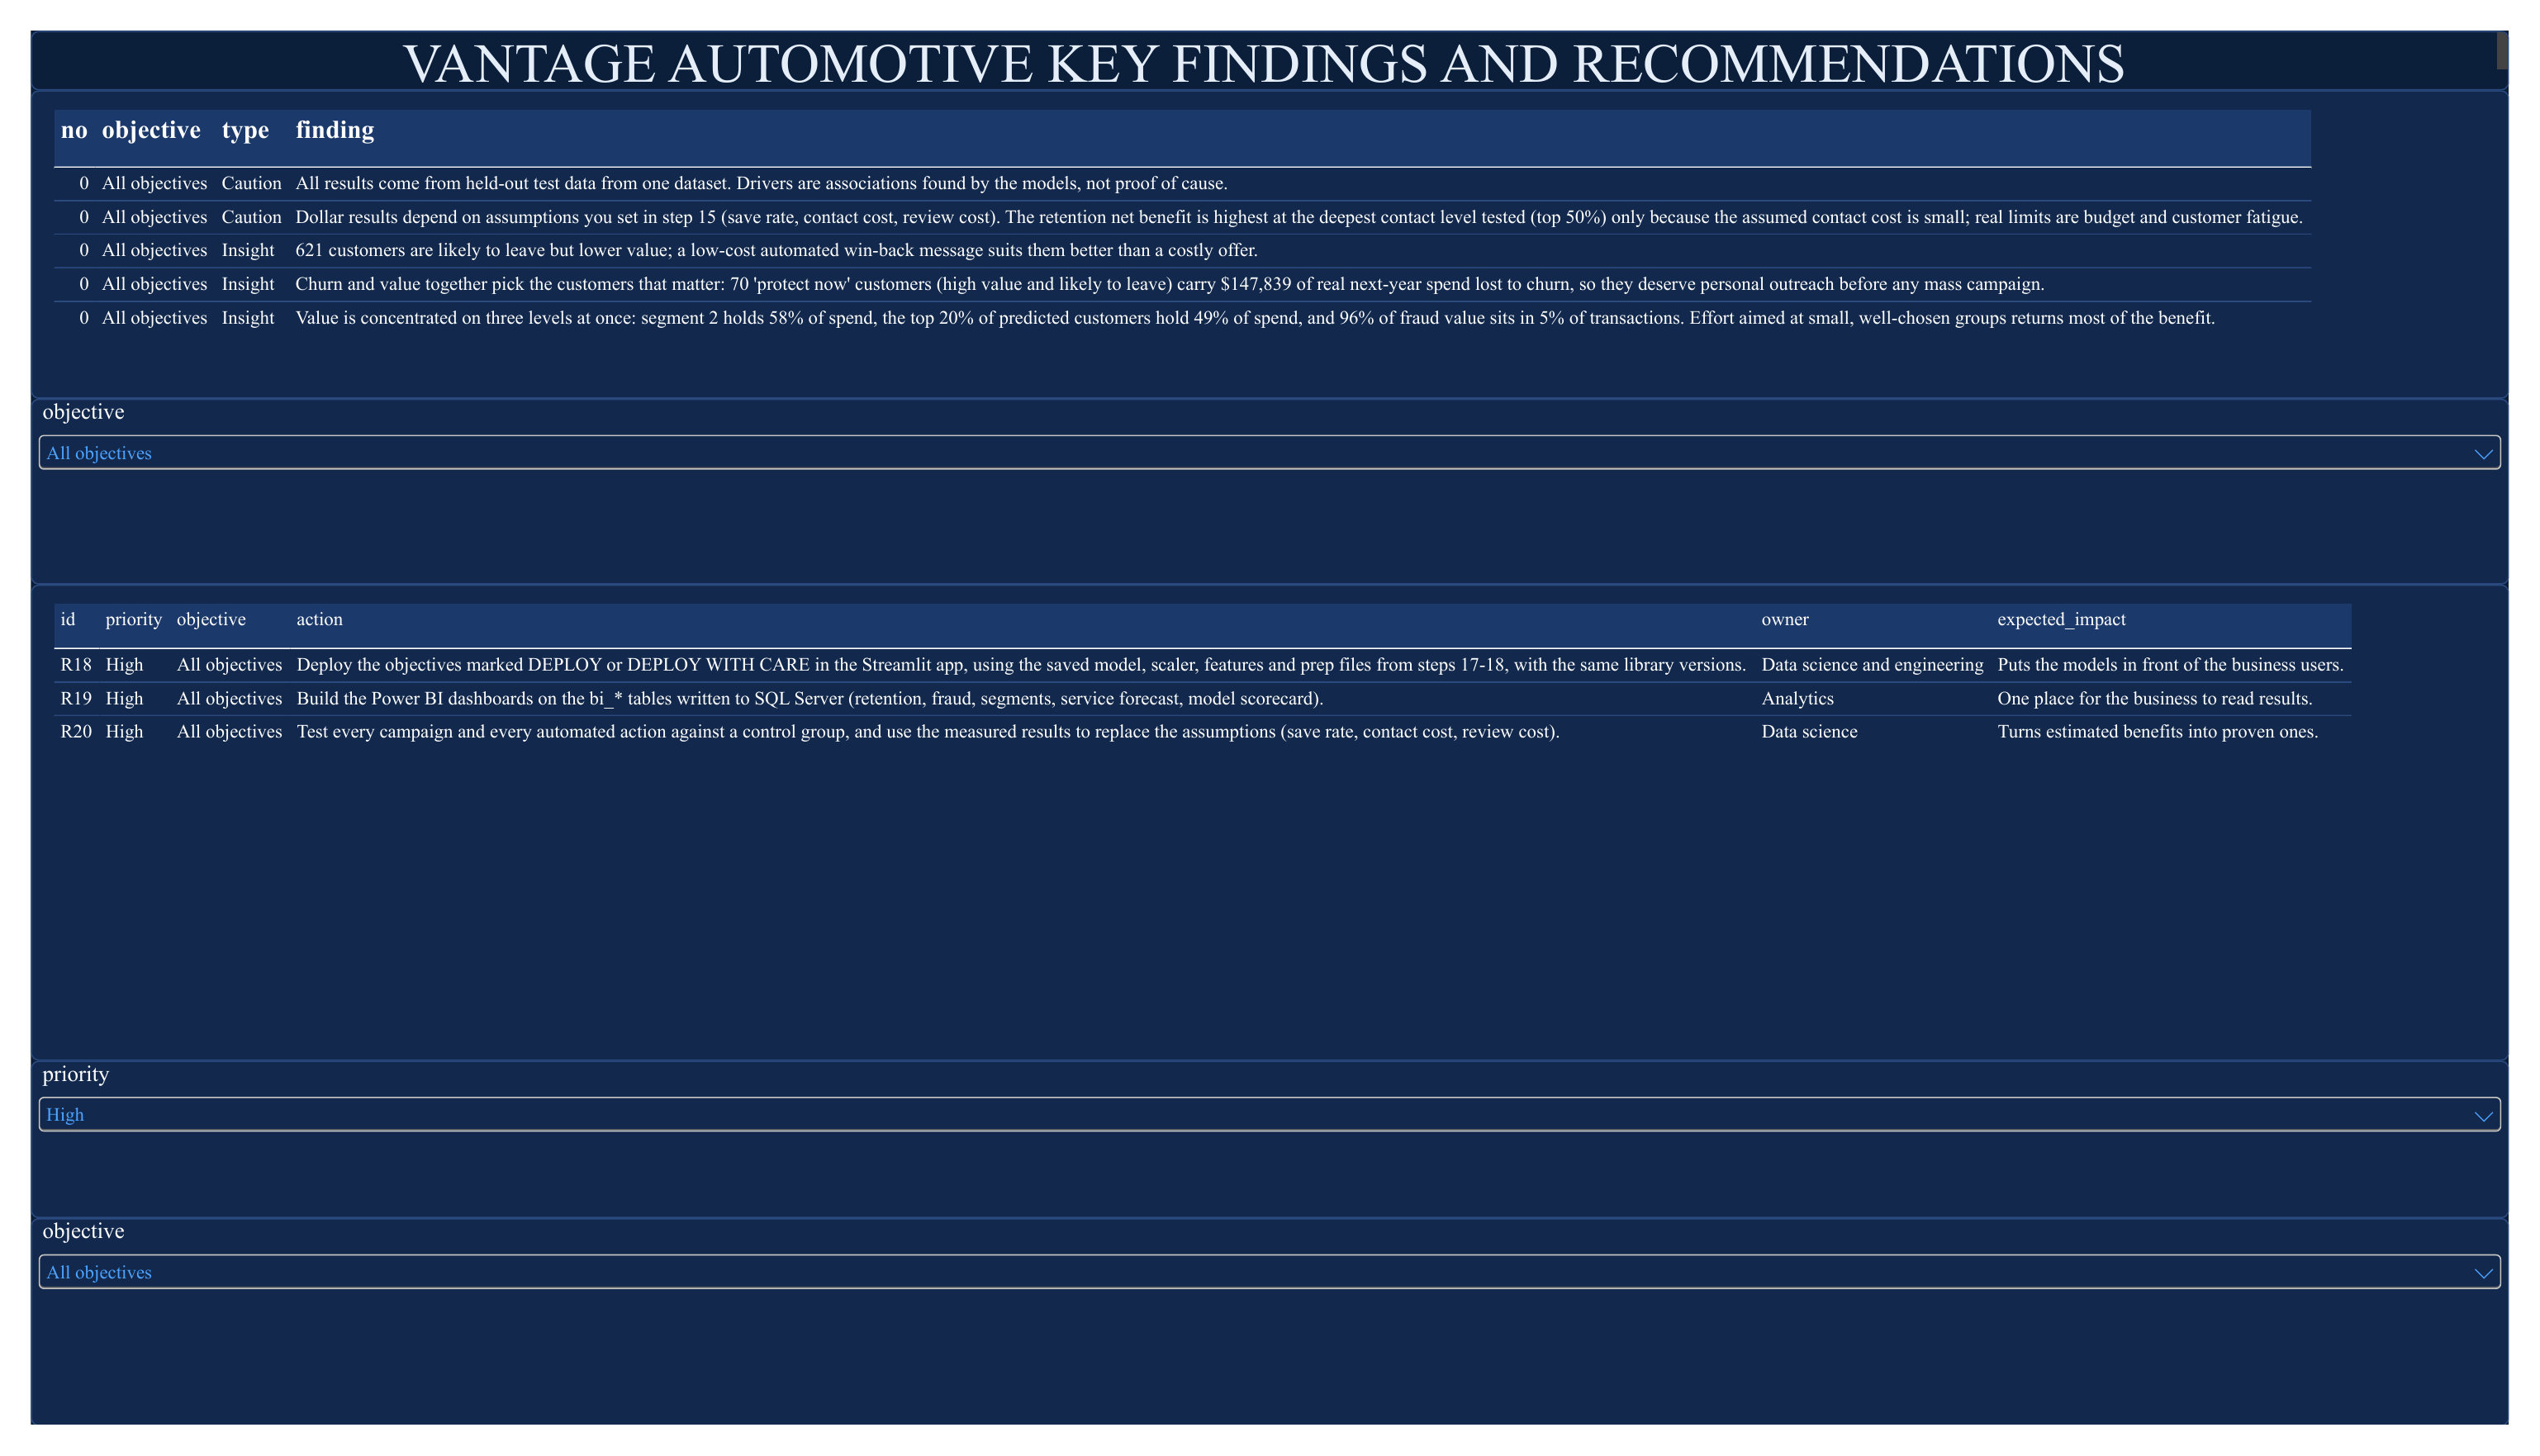 VANTAGE AUTOMOTIVE KEY FINDINGS AND RECOMMENDATIONS
no objective type finding
0 All objectives Caution All results come from held-out test data from one dataset. Drivers are associations found by the models, not proof of cause.
0 All objectives Caution Dollar results depend on assumptions you set in step 15 (save rate, contact cost, review cost). The retention net benefit is highest at the deepest contact level tested (top 50%) only because the assumed contact cost is small; real limits are budget and customer fatigue.
0 All objectives Insight 621 customers are likely to leave but lower value; a low-cost automated win-back message suits them better than a costly offer.
0 All objectives Insight Churn and value together pick the customers that matter: 70 'protect now' customers (high value and likely to leave) carry $147,839 of real next-year spend lost to churn, so they deserve personal outreach before any mass campaign.
0 All objectives Insight Value is concentrated on three levels at once: segment 2 holds 58% of spend, the top 20% of predicted customers hold 49% of spend, and 96% of fraud value sits in 5% of transactions. Effort aimed at small, well-chosen groups returns most of the benefit.
objective
All objectives
id priority objective action owner expected_impact
R18 High All objectives Deploy the objectives marked DEPLOY or DEPLOY WITH CARE in the Streamlit app, using the saved model, scaler, features and prep files from steps 17-18, with the same library versions. Data science and engineering Puts the models in front of the business users.
R19 High All objectives Build the Power BI dashboards on the bi_* tables written to SQL Server (retention, fraud, segments, service forecast, model scorecard). Analytics One place for the business to read results.
R20 High All objectives Test every campaign and every automated action against a control group, and use the measured results to replace the assumptions (save rate, contact cost, review cost). Data science Turns estimated benefits into proven ones.
priority
High
objective
All objectives